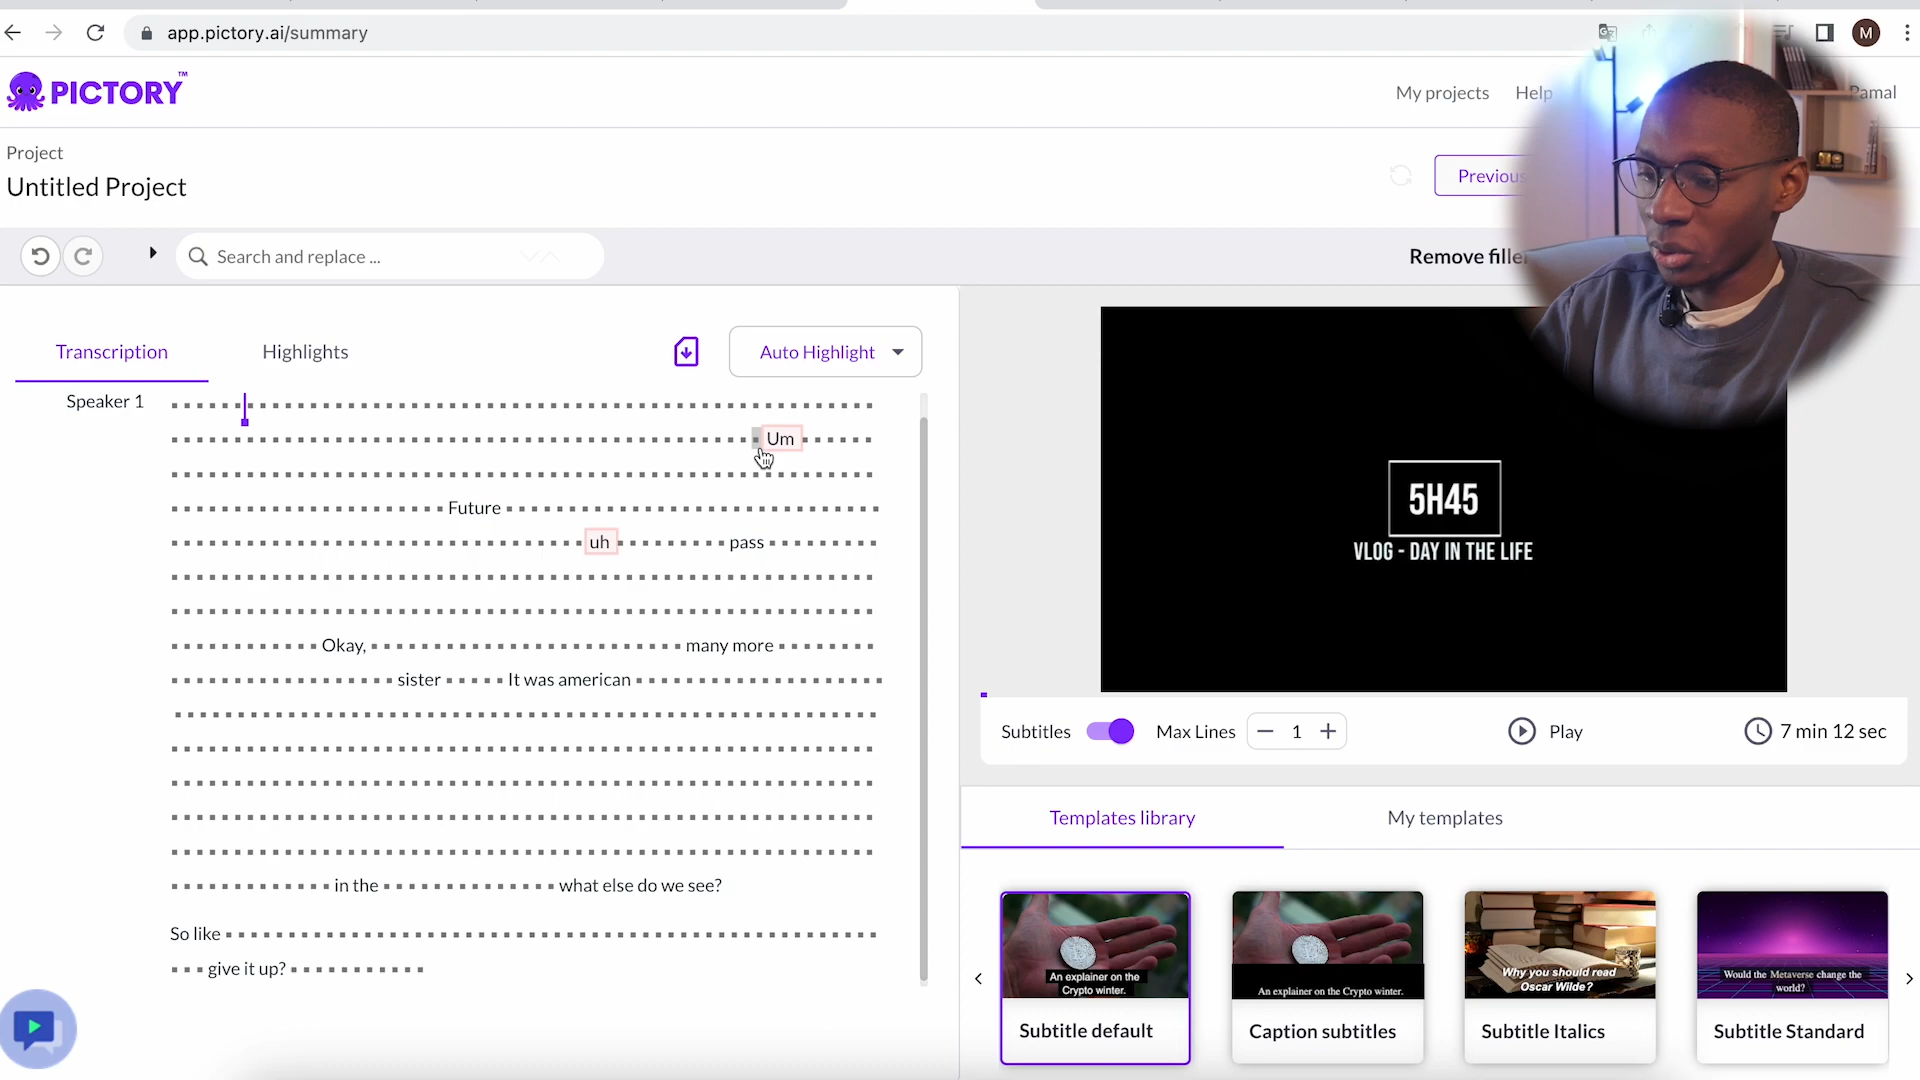 app.pictory.ai/summary
M
PICTORY™
My projects
Help
Pamal
Project
Untitled Project
Previous
Search and replace ...
Remove filler
Transcription
Highlights
Auto Highlight
Speaker 1
Um
Future
uh
pass
Okay,
many more
sister
It was american
in the
what else do we see?
So like
give it up?
5H45
VLOG - DAY IN THE LIFE
Subtitles
Max Lines
1
Play
7 min 12 sec
Templates library
My templates
An explainer on the
Crypto winter.
Subtitle default
An explainer on the Crypto winter.
Caption subtitles
Why you should read
Oscar Wilde?
Subtitle Italics
Would the Metaverse change the
world?
Subtitle Standard